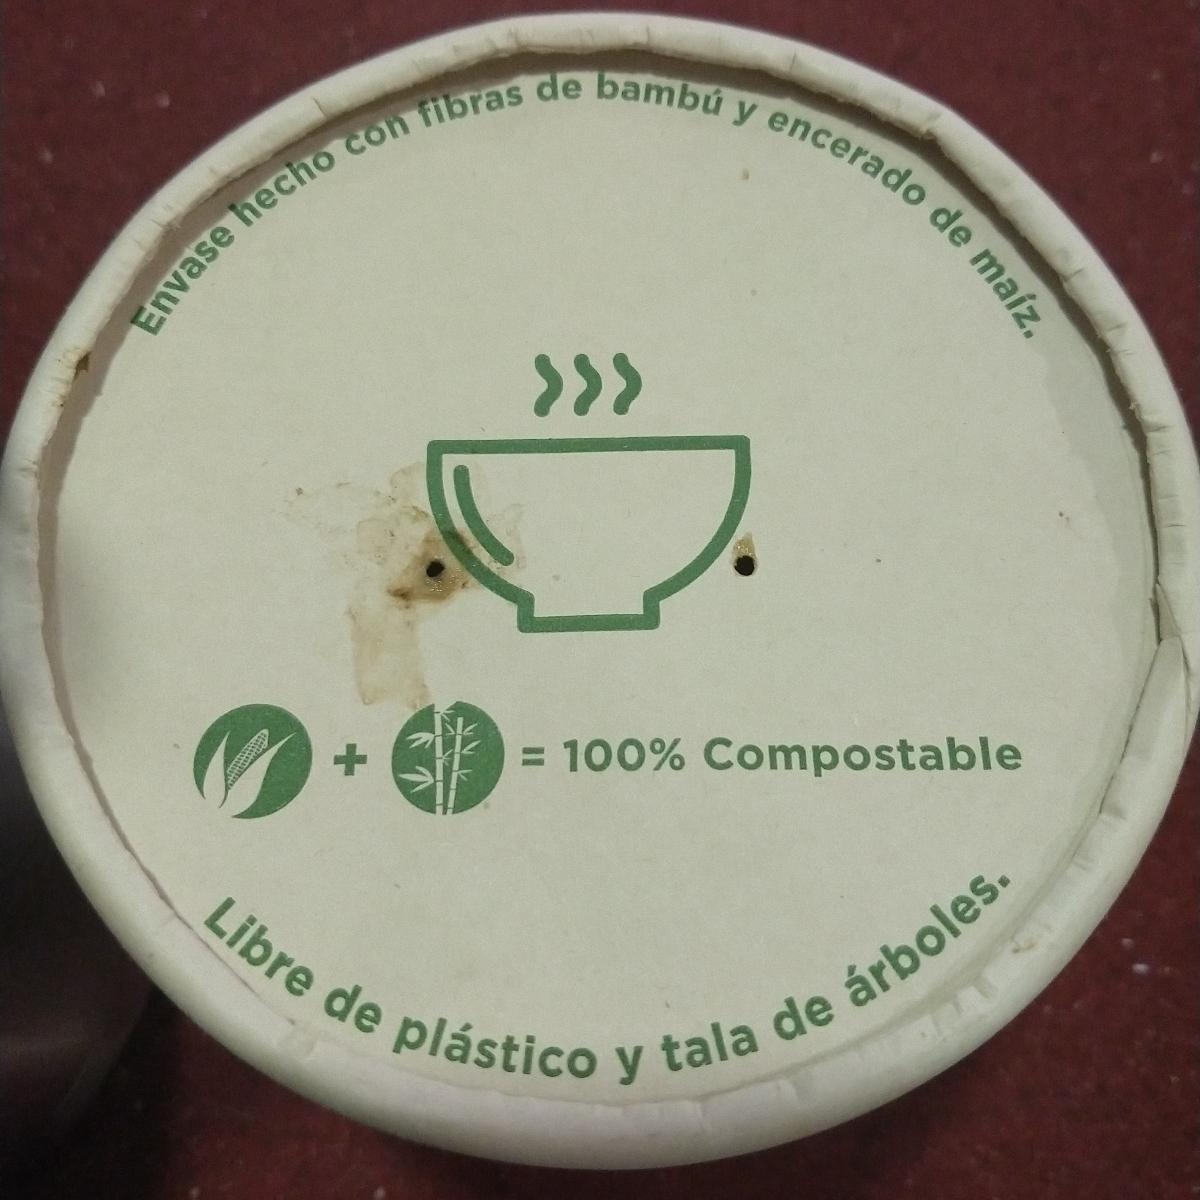 Envase hecho con fibras de bambú y encerado de maíz.
+ = 100% Compostable
Libre de plástico y tala de árboles.